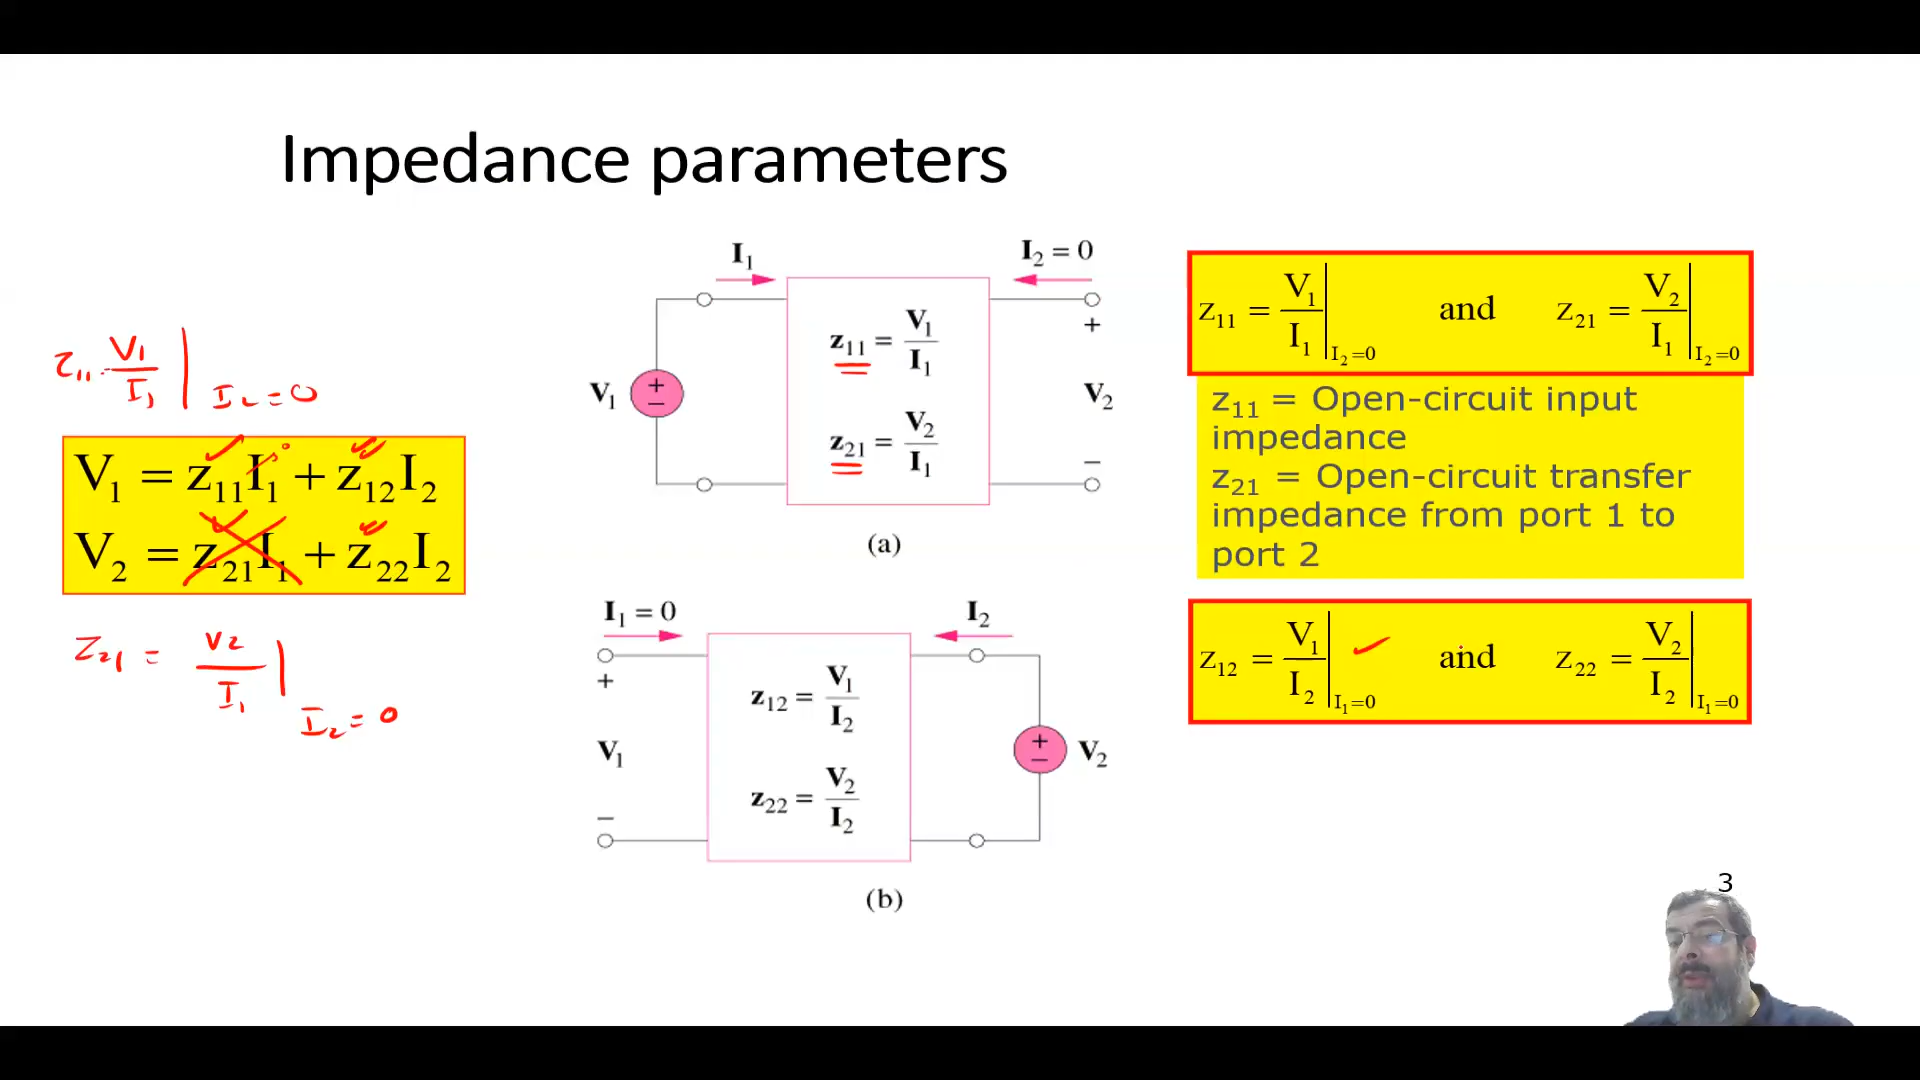 Impedance parameters
I₁
I₂ = 0
z₁₁ = V₁/I₁
z₂₁ = V₂/I₁
V₁
+
−
+
V₂
−
(a)
I₁ = 0
I₂
z₁₂ = V₁/I₂
z₂₂ = V₂/I₂
+
V₁
−
+
−
V₂
(b)
z₁₁ = V₁/I₁ | I₂ = 0
V₁ = z₁₁I₁ + z₁₂I₂
V₂ = z₂₁I₁ + z₂₂I₂
z₂₁ = V₂/I₁ | I₂ = 0
z₁₁ = V₁/I₁ | I₂=0 and z₂₁ = V₂/I₁ | I₂=0
z₁₁ = Open-circuit input
impedance
z₂₁ = Open-circuit transfer
impedance from port 1 to
port 2
z₁₂ = V₁/I₂ | I₁=0 and z₂₂ = V₂/I₂ | I₁=0
3